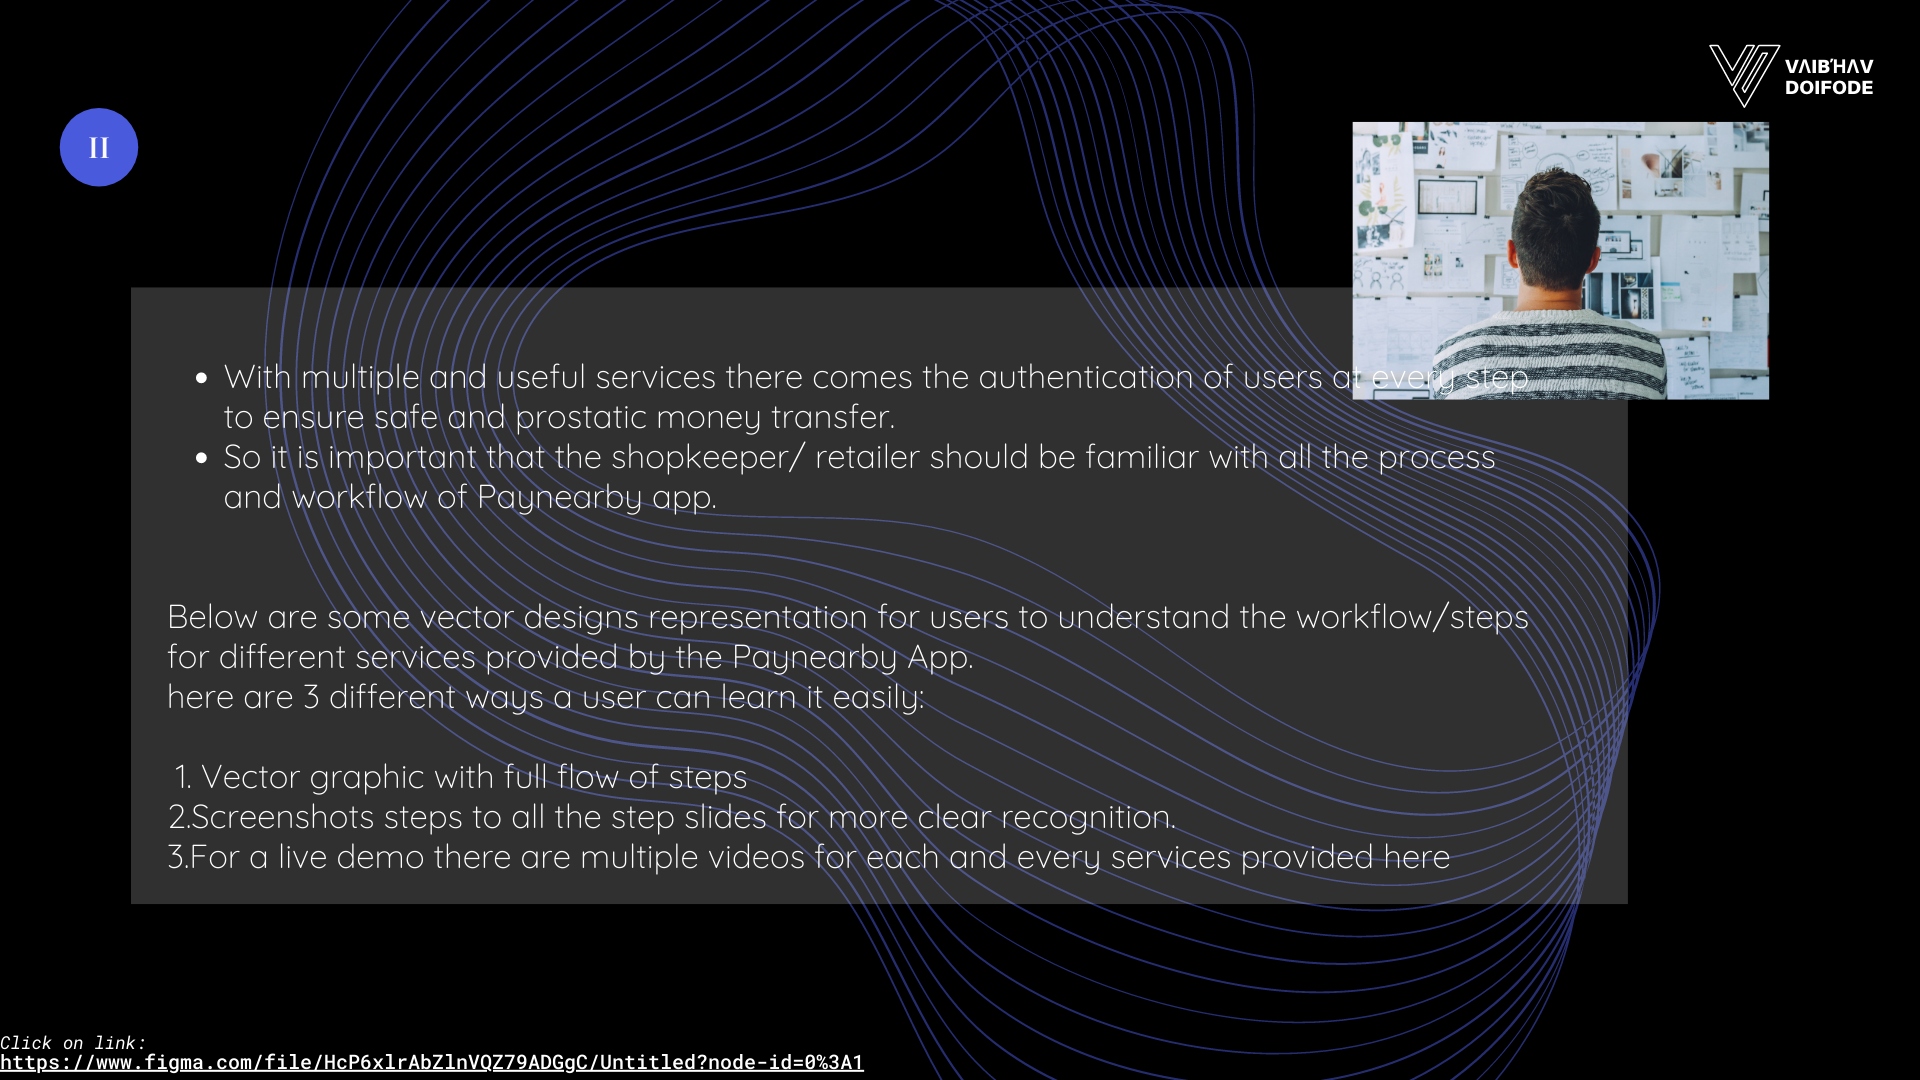 VAIBHAV
DOIFODE
II
• With multiple and useful services there comes the authentication of users at every step
to ensure safe and prostatic money transfer.
• So it is important that the shopkeeper/ retailer should be familiar with all the process
and workflow of Paynearby app.
Below are some vector designs representation for users to understand the workflow/steps
for different services provided by the Paynearby App.
here are 3 different ways a user can learn it easily:
1. Vector graphic with full flow of steps
2.Screenshots steps to all the step slides for more clear recognition.
3.For a live demo there are multiple videos for each and every services provided here
Click on link:
https://www.figma.com/file/HcP6xlrAbZlnVQZ79ADGgC/Untitled?node-id=0%3A1